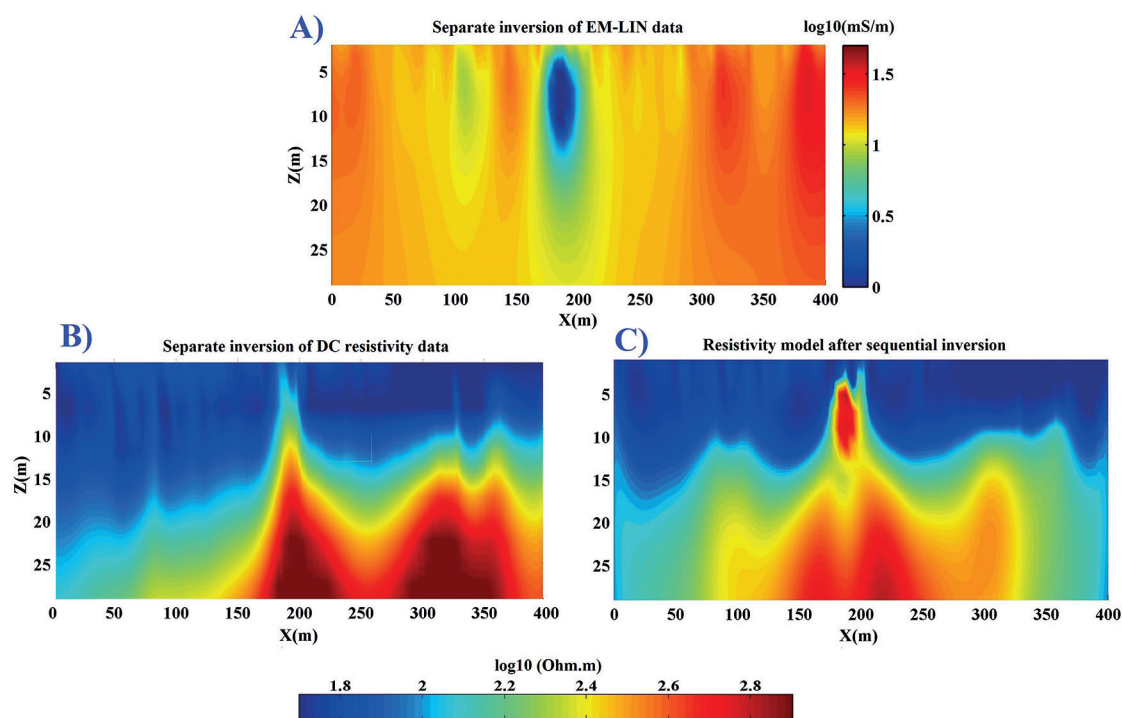 A)
Separate inversion of EM-LIN data
log10(mS/m)
5
10
15
20
25
Z(m)
0 50 100 150 200 250 300 350 400
X(m)
1.5
1
0.5
0
B)
Separate inversion of DC resistivity data
5
10
15
20
25
Z(m)
0 50 100 150 200 250 300 350 400
X(m)
C)
Resistivity model after sequential inversion
5
10
15
20
25
0 50 100 150 200 250 300 350 400
X(m)
log10 (Ohm.m)
1.8 2 2.2 2.4 2.6 2.8